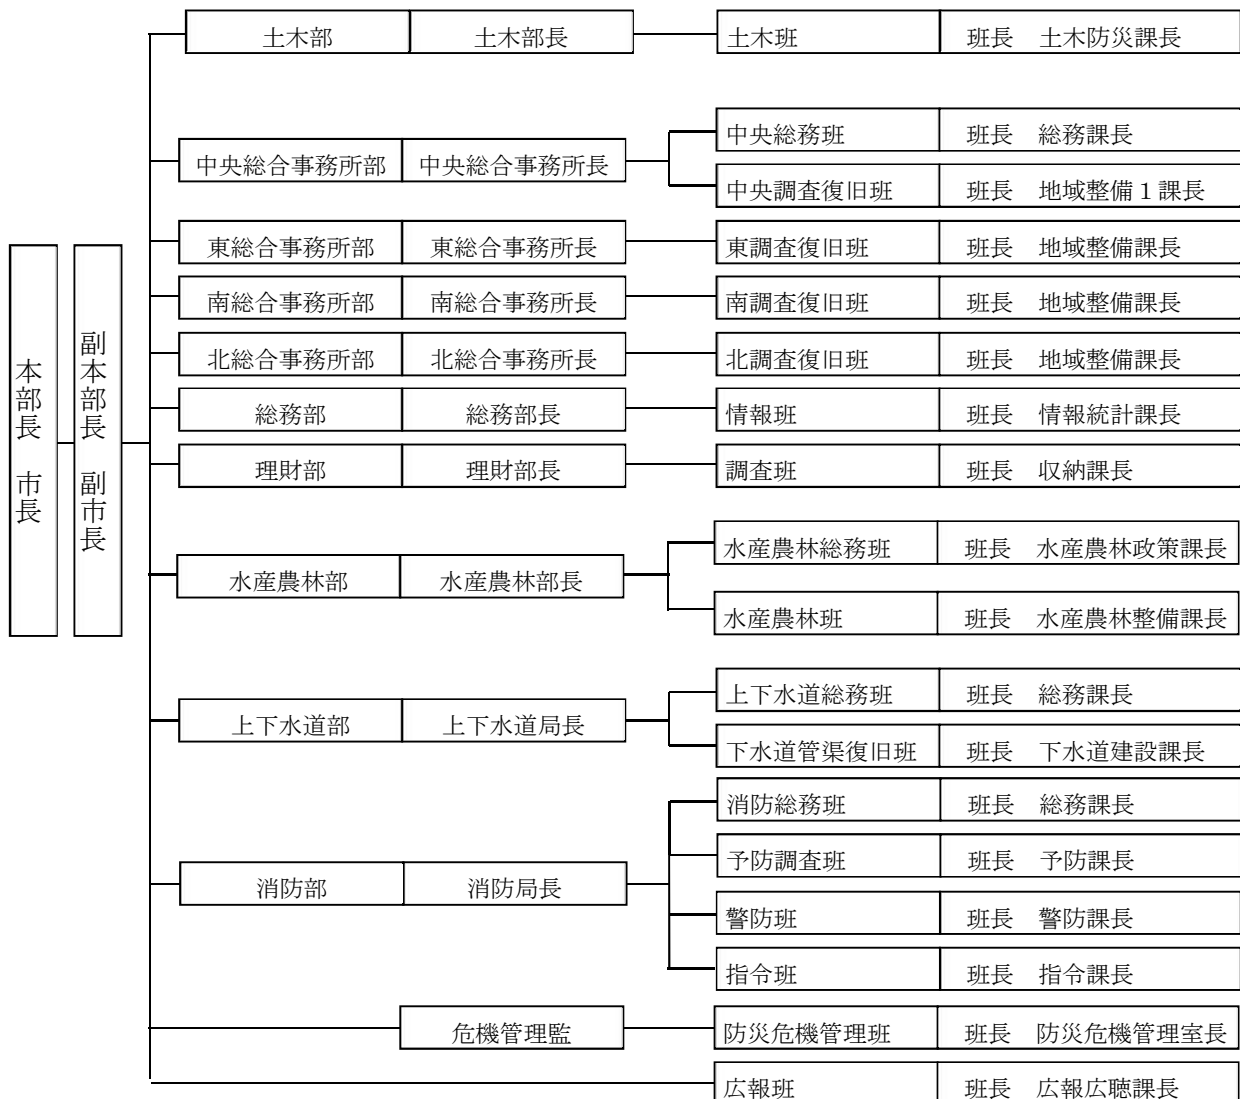 本部長　市長
副本部長　副市長
土木部　土木部長　土木班　班長　土木防災課長
中央総合事務所部　中央総合事務所長
中央総務班　班長　総務課長
中央調査復旧班　班長　地域整備１課長
東総合事務所部　東総合事務所長　東調査復旧班　班長　地域整備課長
南総合事務所部　南総合事務所長　南調査復旧班　班長　地域整備課長
北総合事務所部　北総合事務所長　北調査復旧班　班長　地域整備課長
総務部　総務部長　情報班　班長　情報統計課長
理財部　理財部長　調査班　班長　収納課長
水産農林部　水産農林部長
水産農林総務班　班長　水産農林政策課長
水産農林班　班長　水産農林整備課長
上下水道部　上下水道局長
上下水道総務班　班長　総務課長
下水道管渠復旧班　班長　下水道建設課長
消防部　消防局長
消防総務班　班長　総務課長
予防調査班　班長　予防課長
警防班　班長　警防課長
指令班　班長　指令課長
危機管理監　防災危機管理班　班長　防災危機管理室長
広報班　班長　広報広聴課長